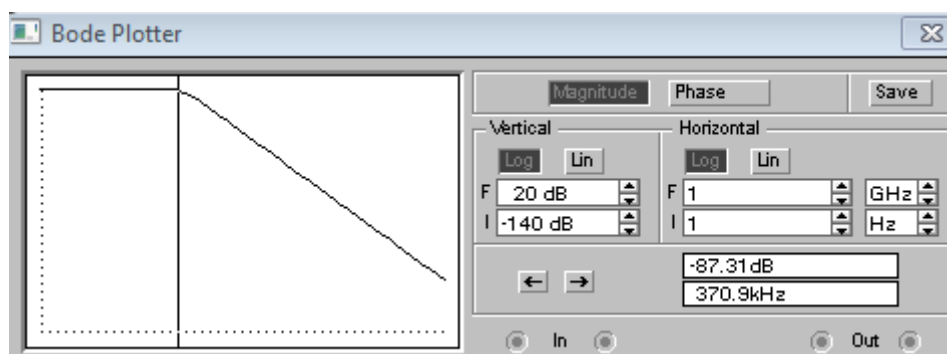 Bode Plotter
Magnitude Phase Save
Vertical Horizontal
Log Lin Log Lin
F 20 dB F 1 GHz
I -140 dB I 1 Hz
← → -87.31dB
370.9kHz
In Out